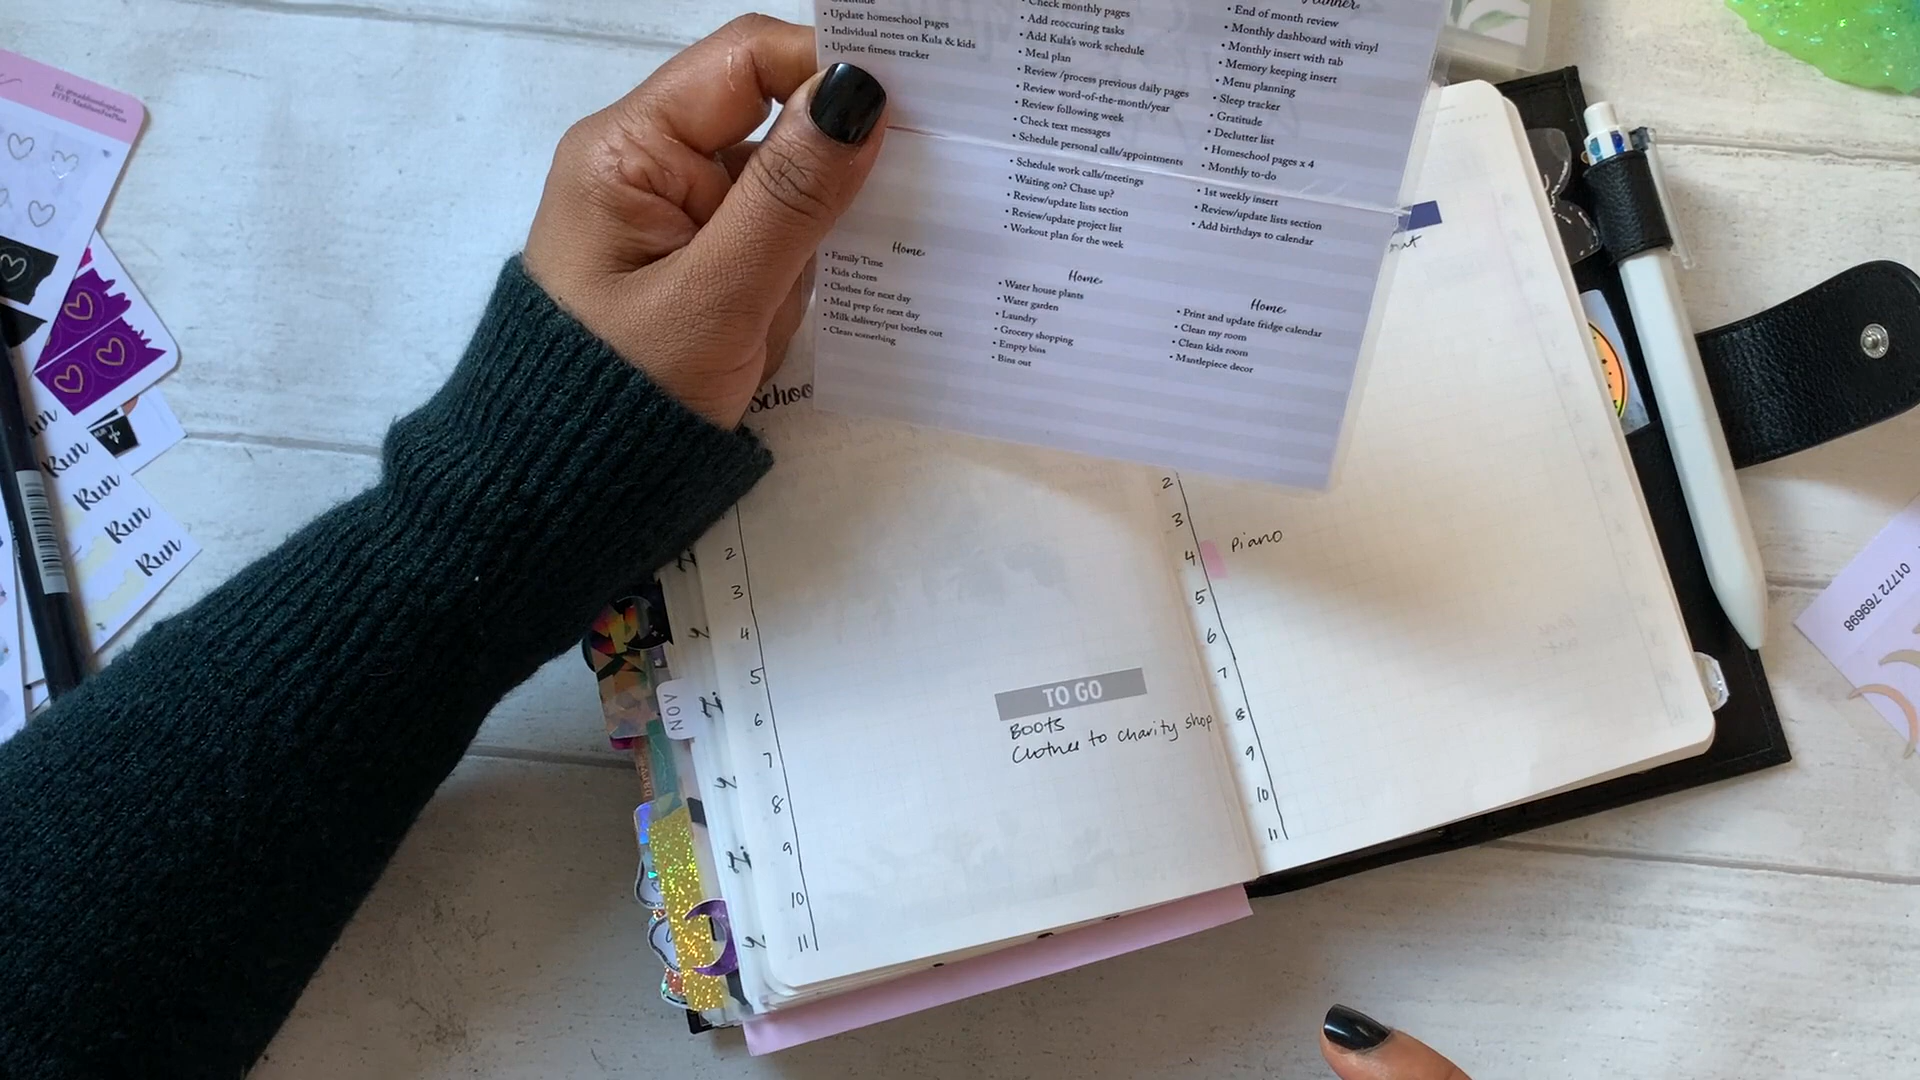 • Update homeschool pages
• Individual notes on Kula & kids
• Update fitness tracker
Home
• Family Time
• Kids chores
• Clothes for next day
• Meal prep for next day
• Milk delivery/put bottles out
• Clean something
• Check monthly pages
• Add reoccuring tasks
• Add Kula's work schedule
• Meal plan
• Review /process previous daily pages
• Review word-of-the-month/year
• Review following week
• Check text messages
• Schedule personal calls/appointments
• Schedule work calls/meetings
• Waiting on? Chase up?
• Review/update lists section
• Review/update project list
• Workout plan for the week
Home
• Water house plants
• Water garden
• Laundry
• Grocery shopping
• Empty bins
• Bins out
• End of month review
• Monthly dashboard with vinyl
• Monthly insert with tab
• Memory keeping insert
• Menu planning
• Sleep tracker
• Gratitude
• Declutter list
• Homeschool pages x 4
• Monthly to-do
• 1st weekly insert
• Review/update lists section
• Add birthdays to calendar
Home
• Print and update fridge calendar
• Clean my room
• Clean kids room
• Mantlepiece decor
Schoo
2
3
4
5
6
7
8
9
10
11
TO GO
Boots
Clothes to charity shop
2
3
4 Piano
5
6
7
8
9
10
11
NOV
Run
Run
Run
Run
01772 769698